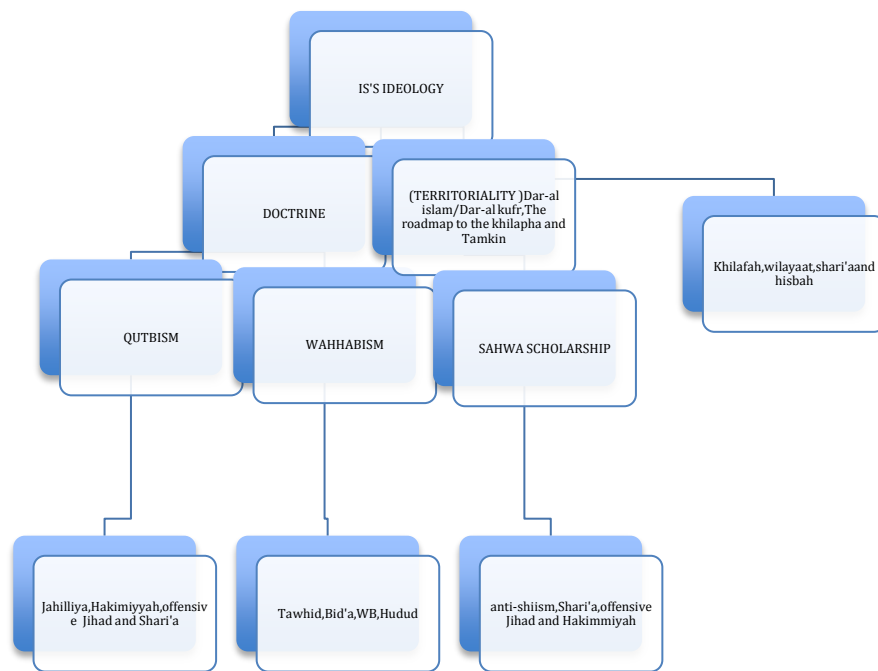 IS'S IDEOLOGY
DOCTRINE
(TERRITORIALITY )Dar-al
islam/Dar-al kufr,The
roadmap to the khilapha and
Tamkin
Khilafah,wilayaat,shari'aand
hisbah
QUTBISM
WAHHABISM
SAHWA SCHOLARSHIP
Jahilliya,Hakimiyyah,offensiv
e Jihad and Shari'a
Tawhid,Bid'a,WB,Hudud
anti-shiism,Shari'a,offensive
Jihad and Hakimmiyah